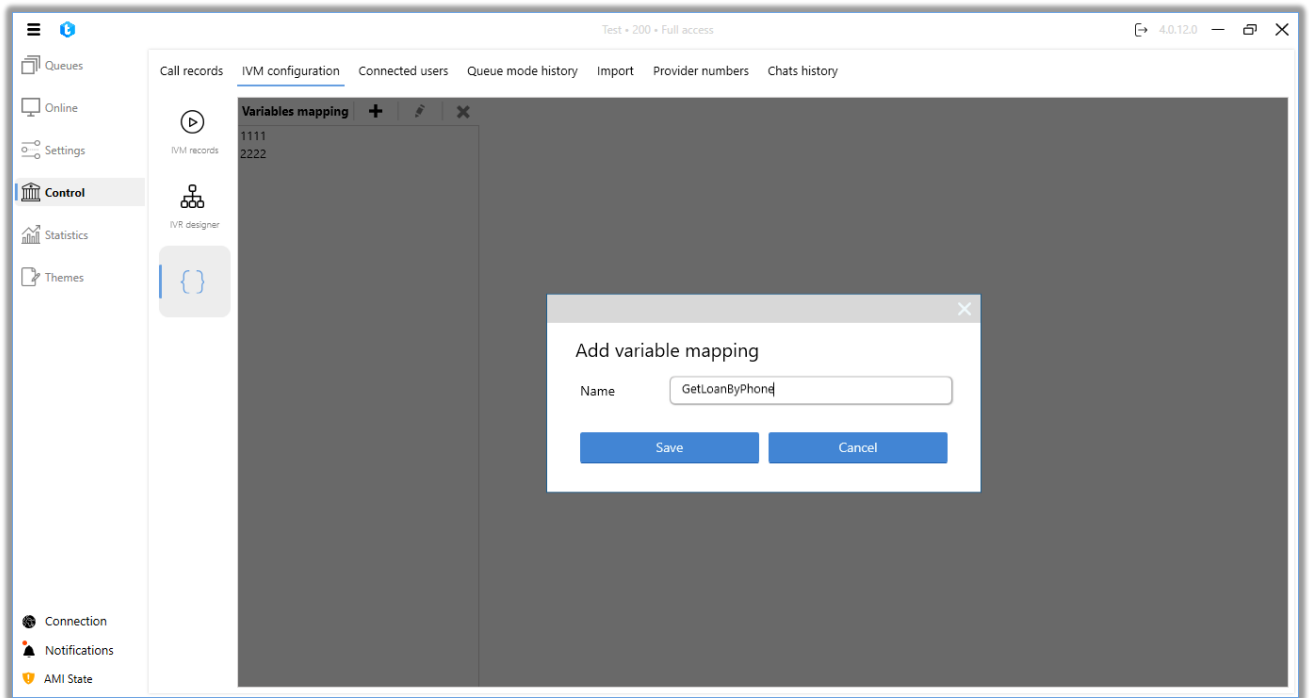 Test • 200 • Full access
4.0.12.0
Queues
Online
Settings
Control
Statistics
Themes
Connection
Notifications
AMI State
Call records IVM configuration Connected users Queue mode history Import Provider numbers Chats history
IVM records
IVR designer
{ }
Variables mapping
1111
2222
Add variable mapping
Name GetLoanByPhone
Save Cancel